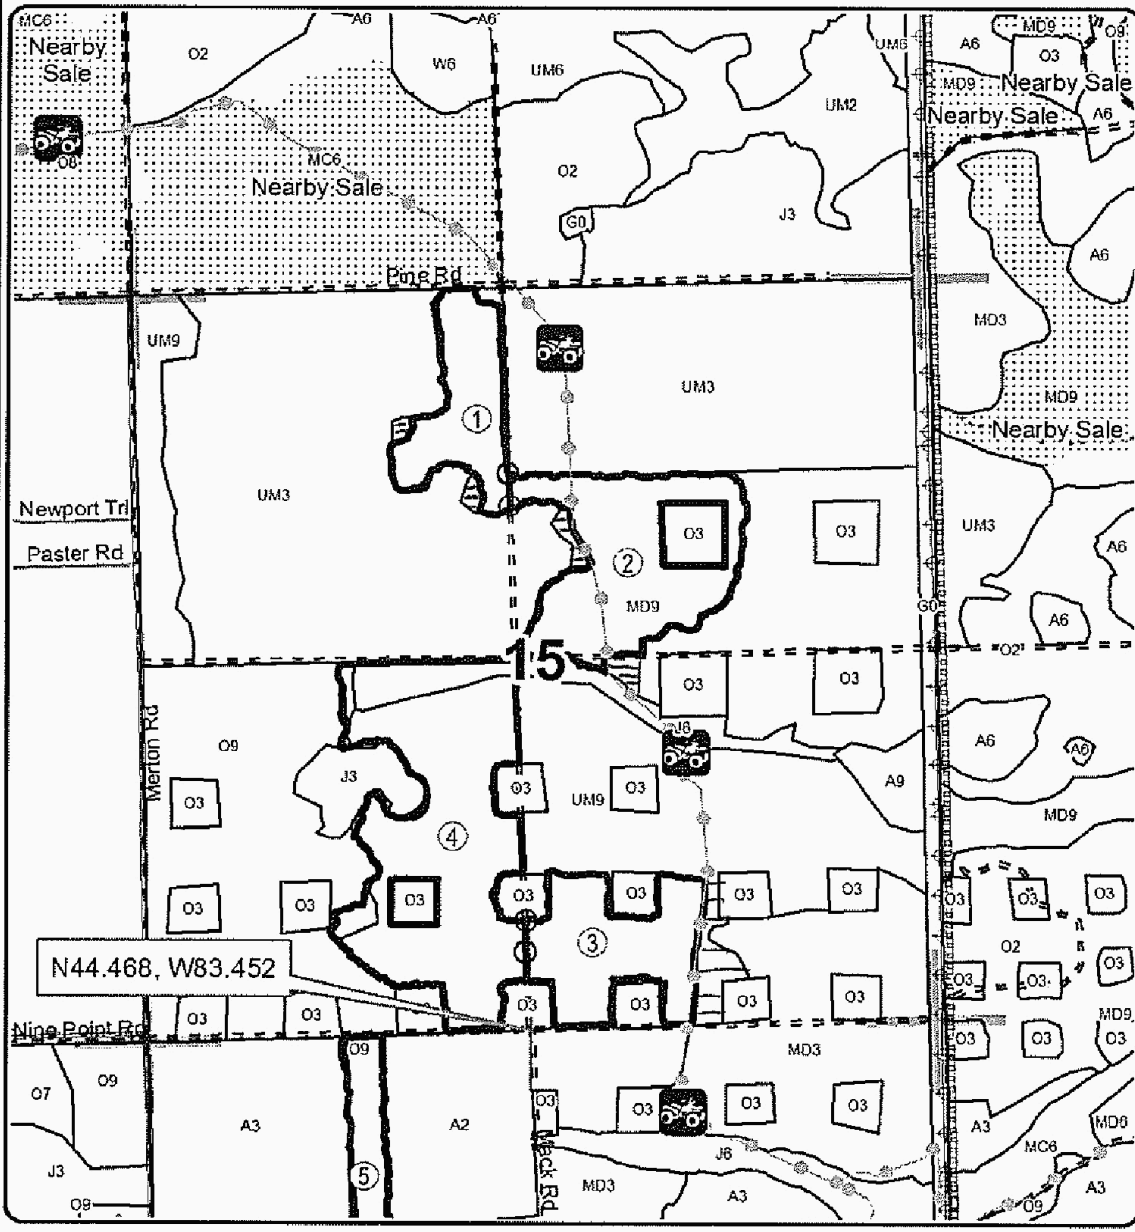 MC6
A6
A6
MD9
O9
Nearby
Sale
O2
W6
UM6
UM6
A6
O3
MD9
Nearby Sale
UM2
Nearby Sale
A6
O8
MC6
Nearby Sale
O2
J3
G0
A6
Pine Rd
UM9
MD3
UM3
MD9
1
Nearby Sale
UM3
Newport Trl
O3
O3
UM3
Paster Rd
2
A6
MD9
G0
A6
15
O2
O3
O3
Merton Rd
O9
J8
A6
A6
J3
A9
O3
O3
O3
UM9
MD9
4
O3
O3
O3
O3
O3
O3
O3
O3
O3
O3
3
O2
N44.468, W83.452
O3
O3
O3
O3
O3
O3
O3
O3
O3
Nine Point Rd
MD9
O3
O3
O3
O9
MD3
O9
O7
O3
O3
O3
O3
A3
A2
A3
MD6
Mack Rd
J6
MC6
J3
5
MD3
A3
A3
O9
O9